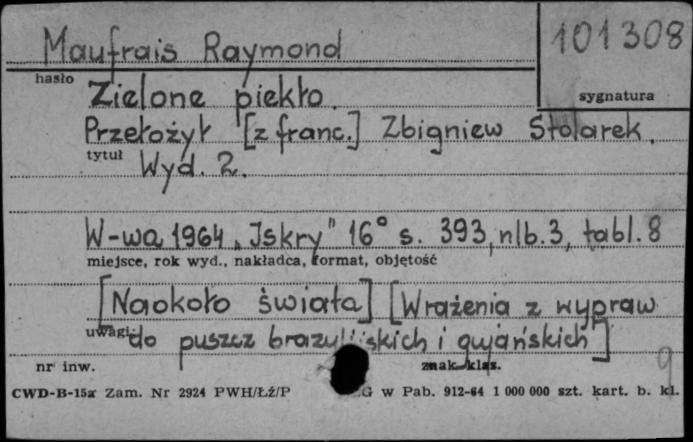 Maufrais Raymond
101308
hasło
sygnatura
Zielone piekło.
Przełożył [z franc.] Zbigniew Stolarek.
tytuł
Wyd. 2.
W-wa 1964 „Iskry" 16° s. 393, nlb. 3, tabl. 8
miejsce, rok wyd., nakładca, format, objętość
[Naokoło świata] [Wrażenia z wypraw
uwagi
do puszcz brazylijskich i gujańskich]
nr inw.
znak klas.
9
CWD-B-15a Zam. Nr 2924 PWH/Łź/P G w Pab. 912-64 1 000 000 szt. kart. b. kl.